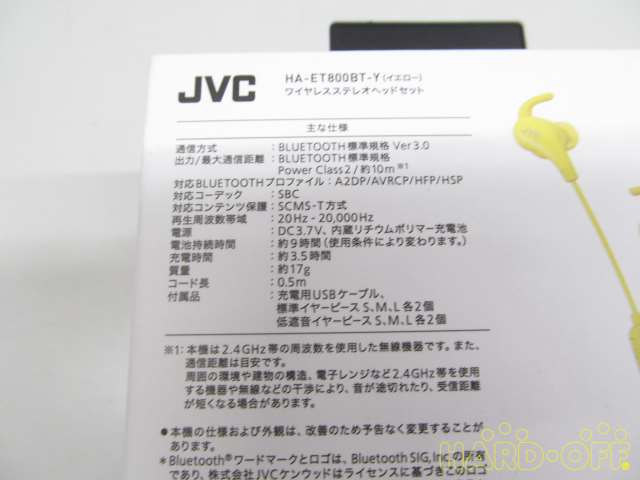 JVC
HA-ET800BT-Y(イエロー)
ワイヤレスステレオヘッドセット
主な仕様
通信方式 : BLUETOOTH標準規格 Ver3.0
出力/最大通信距離 : BLUETOOTH標準規格
Power Class2 / 約10m ※1
対応BLUETOOTHプロファイル : A2DP/AVRCP/HFP/HSP
対応コーデック : SBC
対応コンテンツ保護 : SCMS-T方式
再生周波数帯域 : 20Hz - 20,000Hz
電源 : DC3.7V、内蔵リチウムポリマー充電池
電池持続時間 : 約9時間(使用条件により変わります。)
充電時間 : 約3.5時間
質量 : 約17g
コード長 : 0.5m
付属品 : 充電用USBケーブル、
標準イヤーピース S、M、L 各2個
低遮音イヤーピース S、M、L 各2個
※1:本機は2.4GHz帯の周波数を使用した無線機器です。また、
通信距離は目安です。
周囲の環境や建物の構造、電子レンジなど2.4GHz帯を使用
する機器や無線などの干渉により、音が途切れたり、受信距離
が短くなる場合があります。
●本機の仕様および外観は、改善のため予告なく変更することが
あります。
*Bluetooth®ワードマークとロゴは、Bluetooth SIG, Inc.の所有
であり、株式会社JVCケンウッドはライセンスに基づきこのロゴ
HARD-OFF